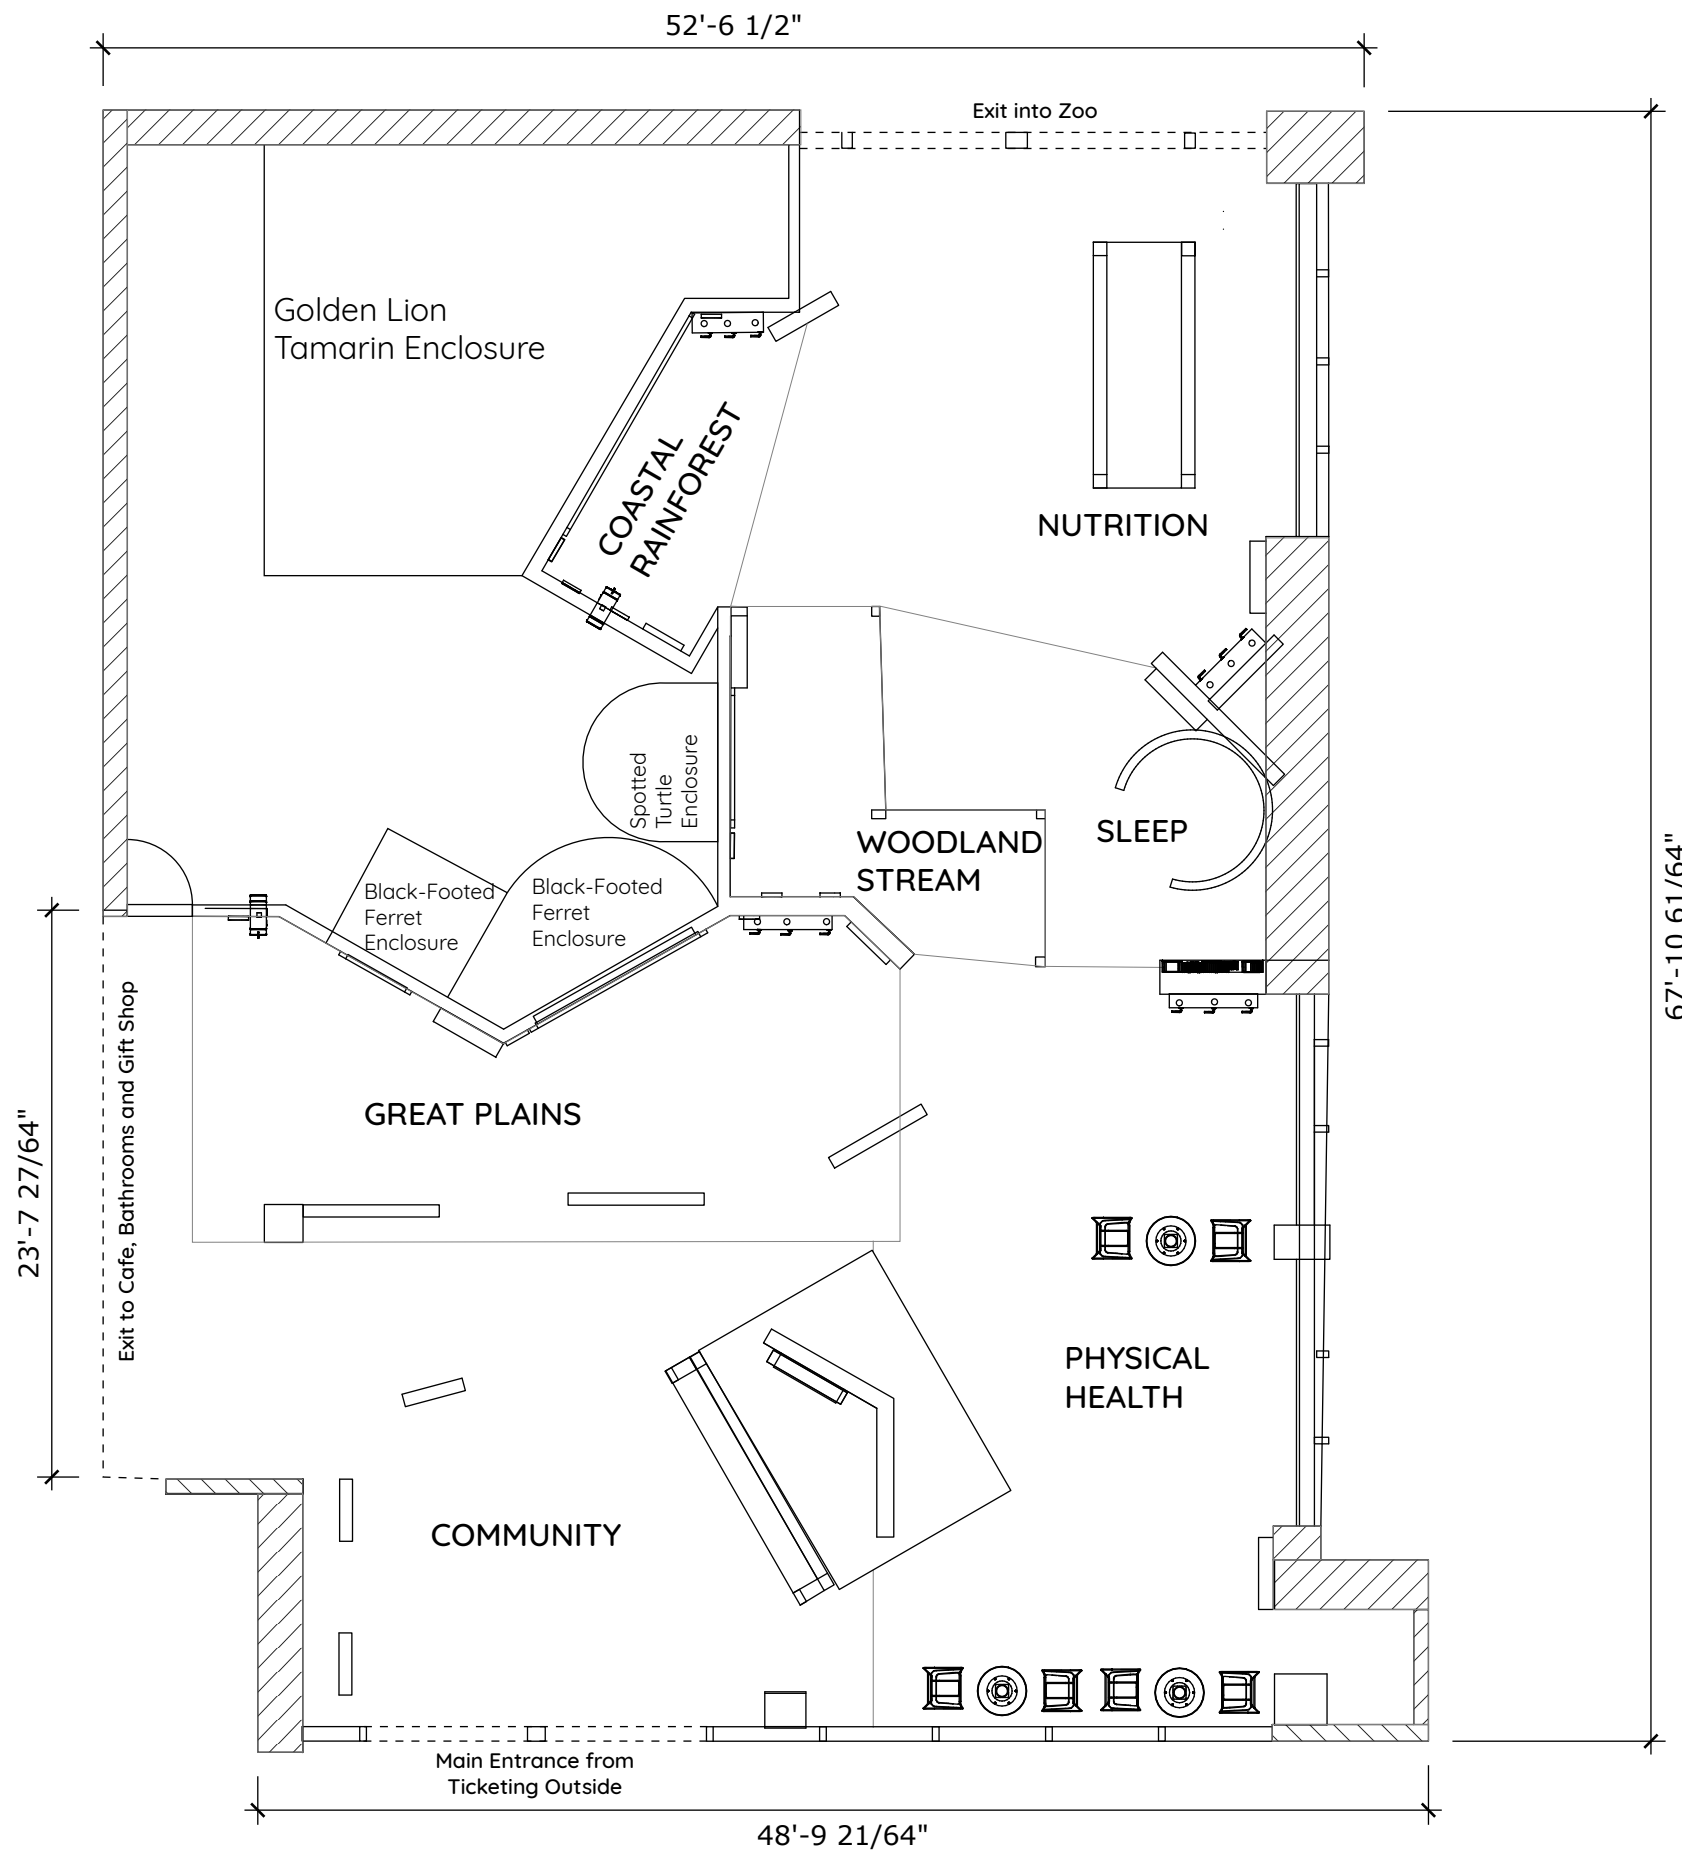 52'-6 1/2"
Exit into Zoo
Golden Lion
Tamarin Enclosure
COASTAL
RAINFOREST
NUTRITION
Spotted
Turtle
Enclosure
WOODLAND
STREAM
SLEEP
Black-Footed
Ferret
Enclosure
Black-Footed
Ferret
Enclosure
67'-10 61/64"
Exit to Cafe, Bathrooms and Gift Shop
23'-7 27/64"
GREAT PLAINS
PHYSICAL
HEALTH
COMMUNITY
Main Entrance from
Ticketing Outside
48'-9 21/64"